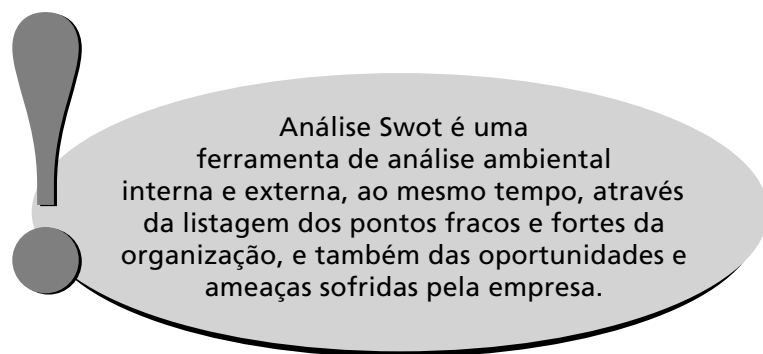 Análise Swot é uma
ferramenta de análise ambiental
interna e externa, ao mesmo tempo, através
da listagem dos pontos fracos e fortes da
organização, e também das oportunidades e
ameaças sofridas pela empresa.